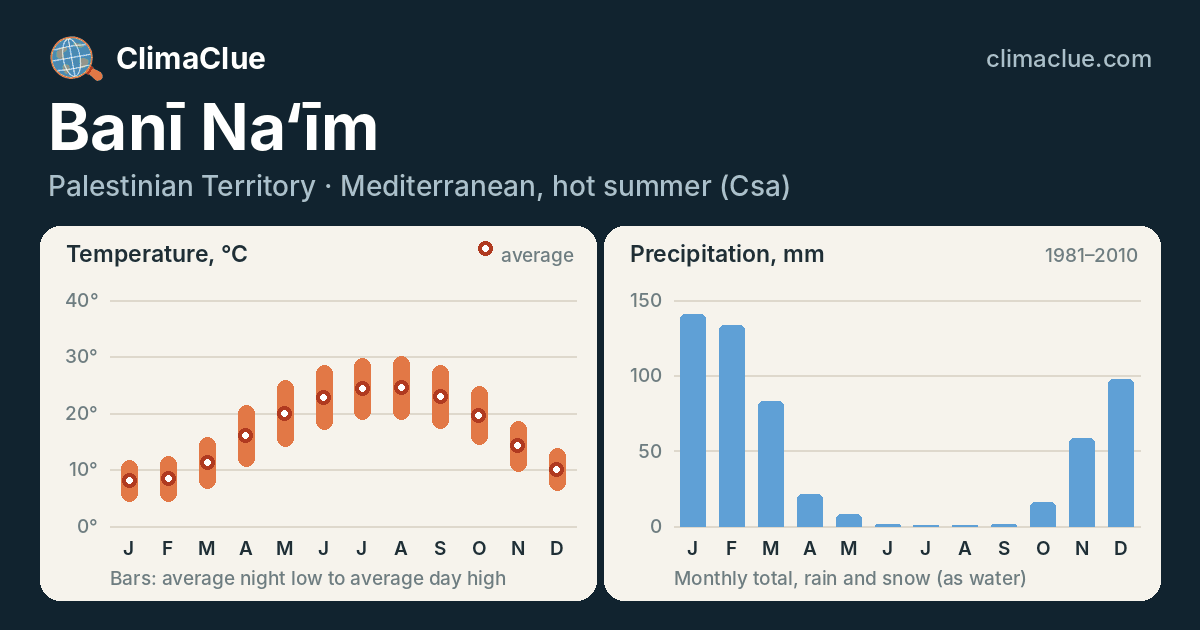 ClimaClue
climaclue.com
Banī Na‘īm
Palestinian Territory · Mediterranean, hot summer (Csa)
Temperature, °C
average
40°
30°
20°
10°
0°
J F M A M J J A S O N D
Bars: average night low to average day high
Precipitation, mm
1981–2010
150
100
50
0
J F M A M J J A S O N D
Monthly total, rain and snow (as water)